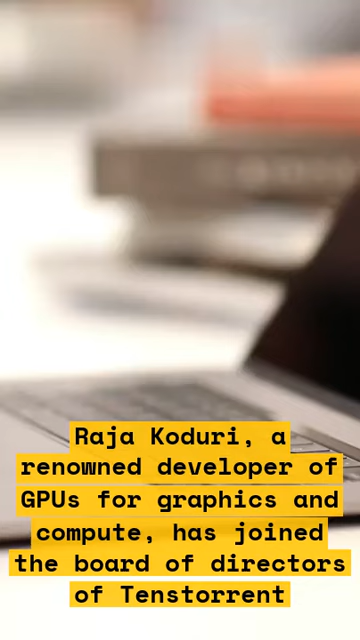 Raja Koduri, a
renowned developer of
GPUs for graphics and
compute, has joined
the board of directors
of Tenstorrent